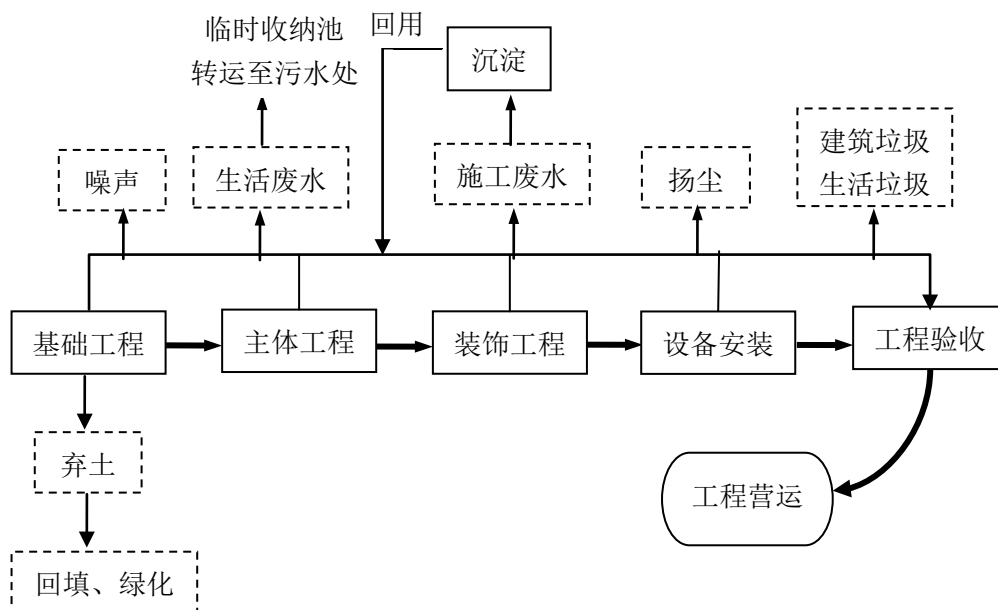 临时收纳池
转运至污水处
回用
沉淀
噪声
生活废水
施工废水
扬尘
建筑垃圾
生活垃圾
基础工程
主体工程
装饰工程
设备安装
工程验收
弃土
工程营运
回填、绿化